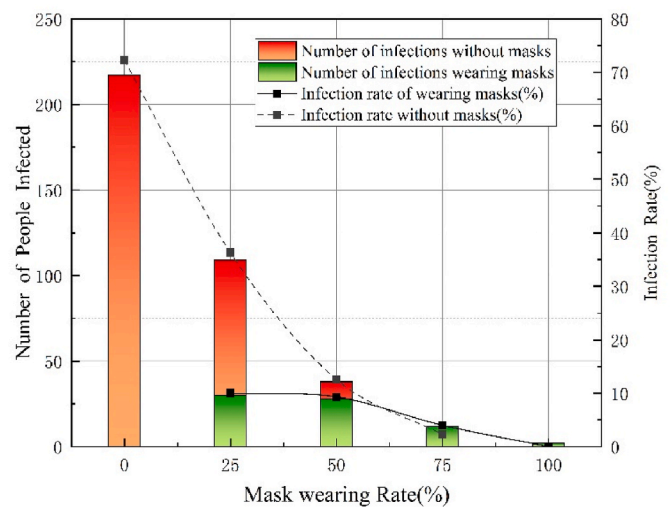 Number of infections without masks
Number of infections wearing masks
Infection rate of wearing masks(%)
Infection rate without masks(%)
250
200
150
100
50
0
Number of People Infected
80
70
60
50
40
30
20
10
0
Infection Rate(%)
0 25 50 75 100
Mask wearing Rate(%)